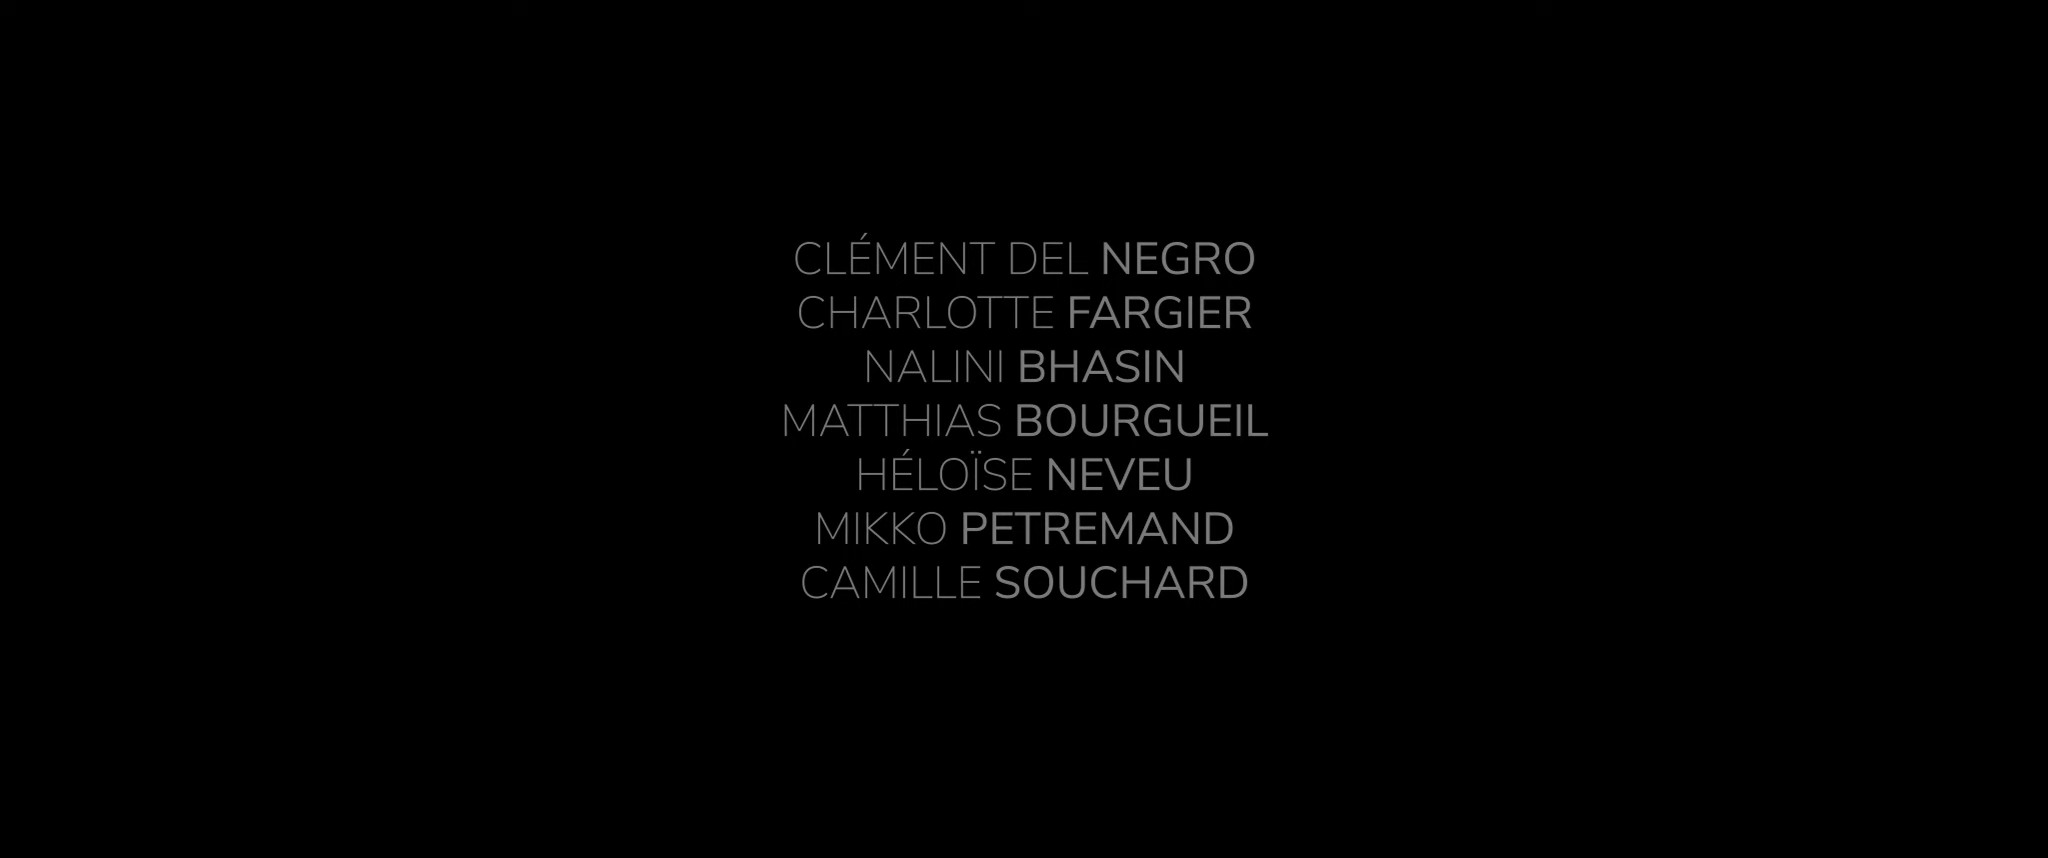 CLÉMENT DEL NEGRO
CHARLOTTE FARGIER
NALINI BHASIN
MATTHIAS BOURGUEIL
HÉLOÏSE NEVEU
MIKKO PETREMAND
CAMILLE SOUCHARD